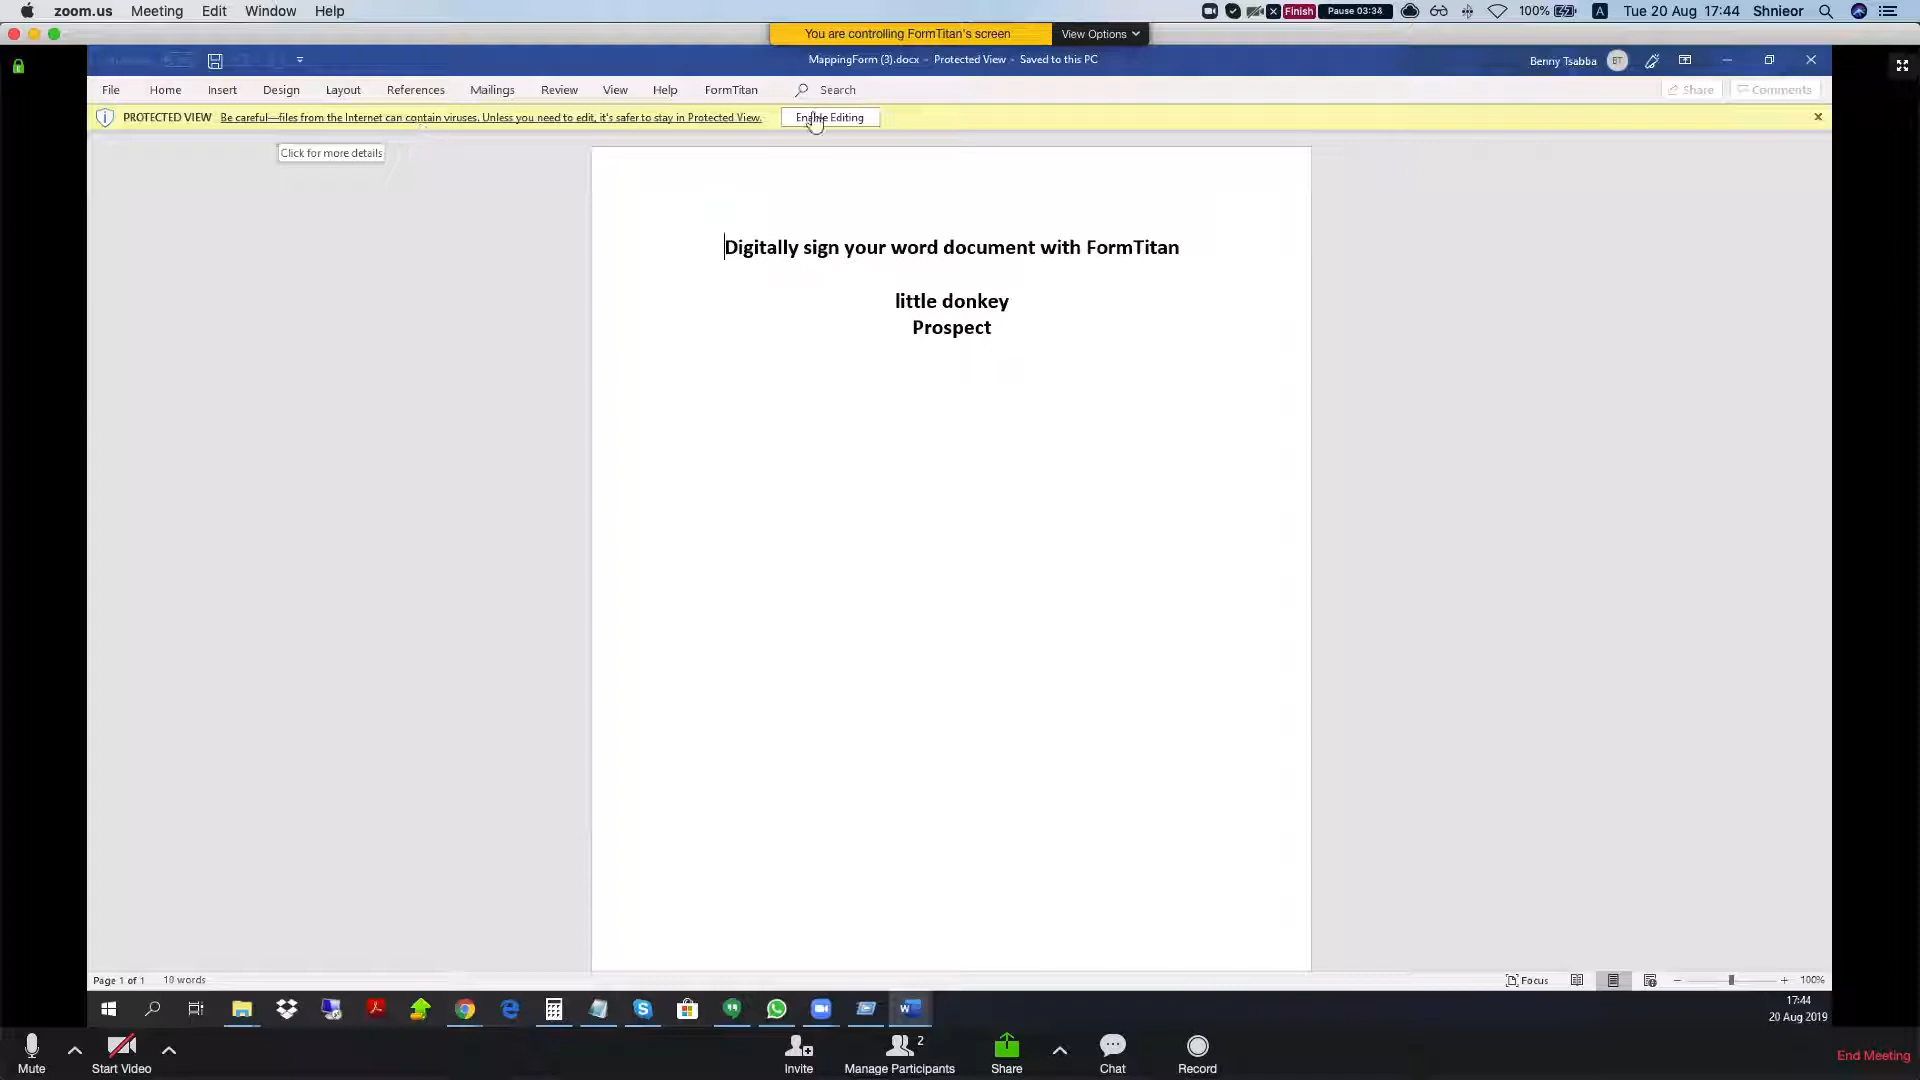 zoom.us Meeting Edit Window Help
Finish Pause 03:34 100% A Tue 20 Aug 17:44 Shnieor
You are controlling FormTitan's screen View Options
MappingForm (3).docx - Protected View - Saved to this PC
Benny Tsabba BT
File Home Insert Design Layout References Mailings Review View Help FormTitan Search Share Comments
PROTECTED VIEW Be careful—files from the Internet can contain viruses. Unless you need to edit, it's safer to stay in Protected View. Enable Editing
Click for more details
Digitally sign your word document with FormTitan
little donkey
Prospect
Page 1 of 1 10 words Focus 100%
17:44
20 Aug 2019
Mute Start Video Invite Manage Participants 2 Share Chat Record End Meeting